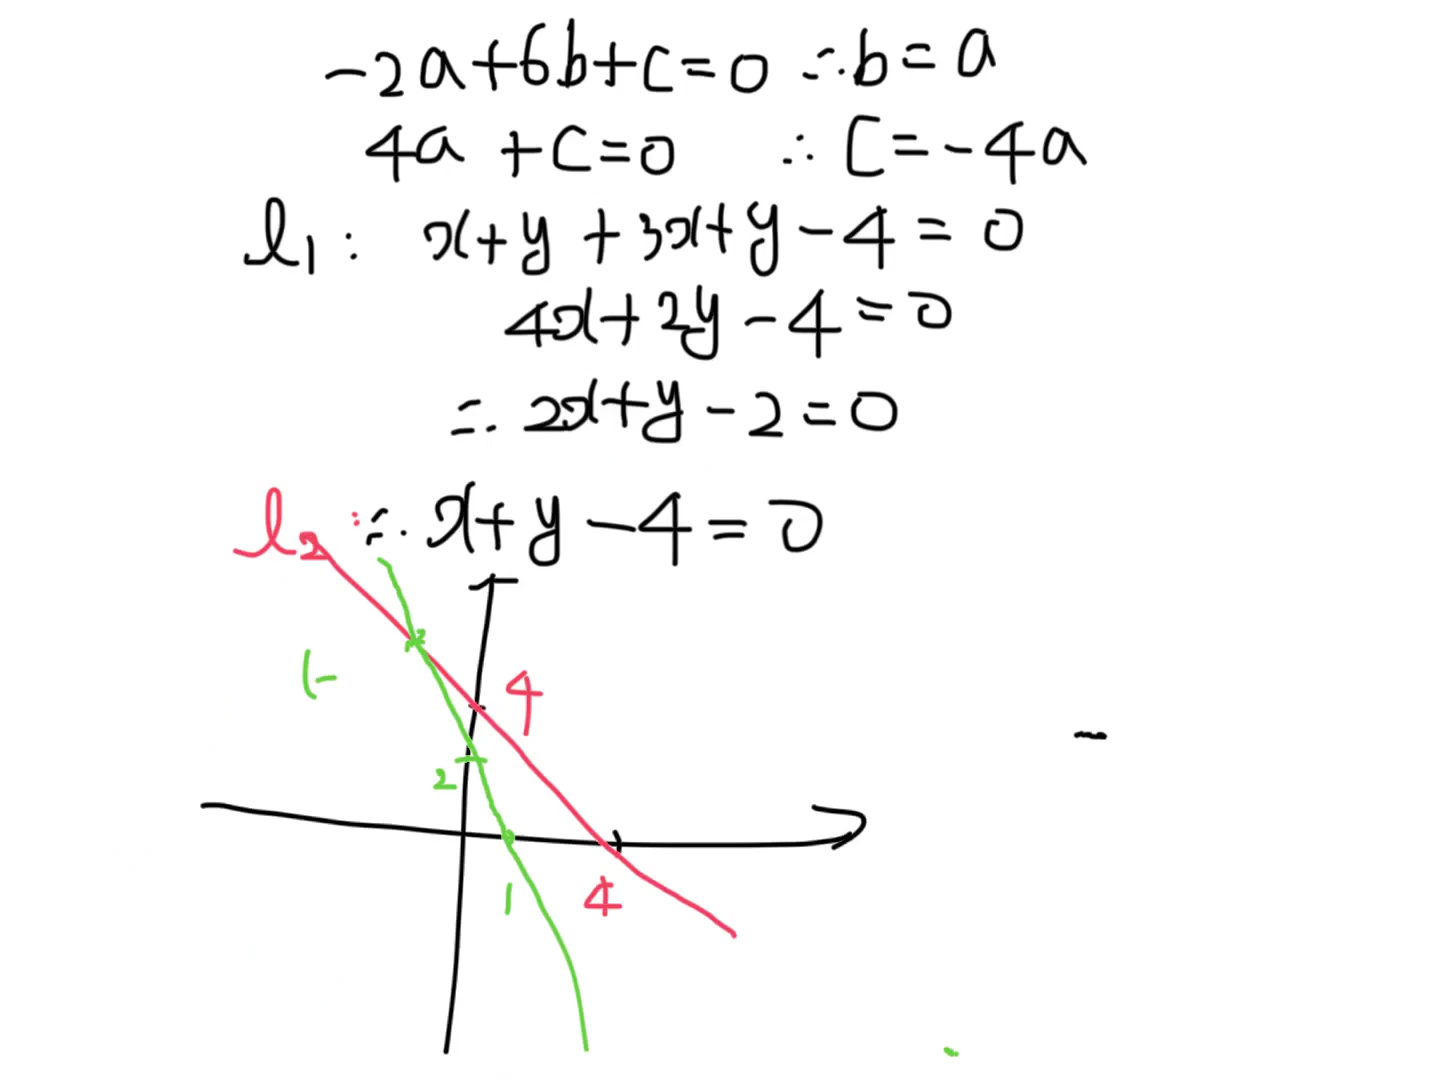 -2a+6b+c=0 ∴b=a
4a +c=0 ∴ c=-4a
l₁: x+y+3x+y-4=0
4x+2y-4=0
∴ 2x+y-2=0
l₂: ∴ x+y-4=0
(-
4
2
1
4